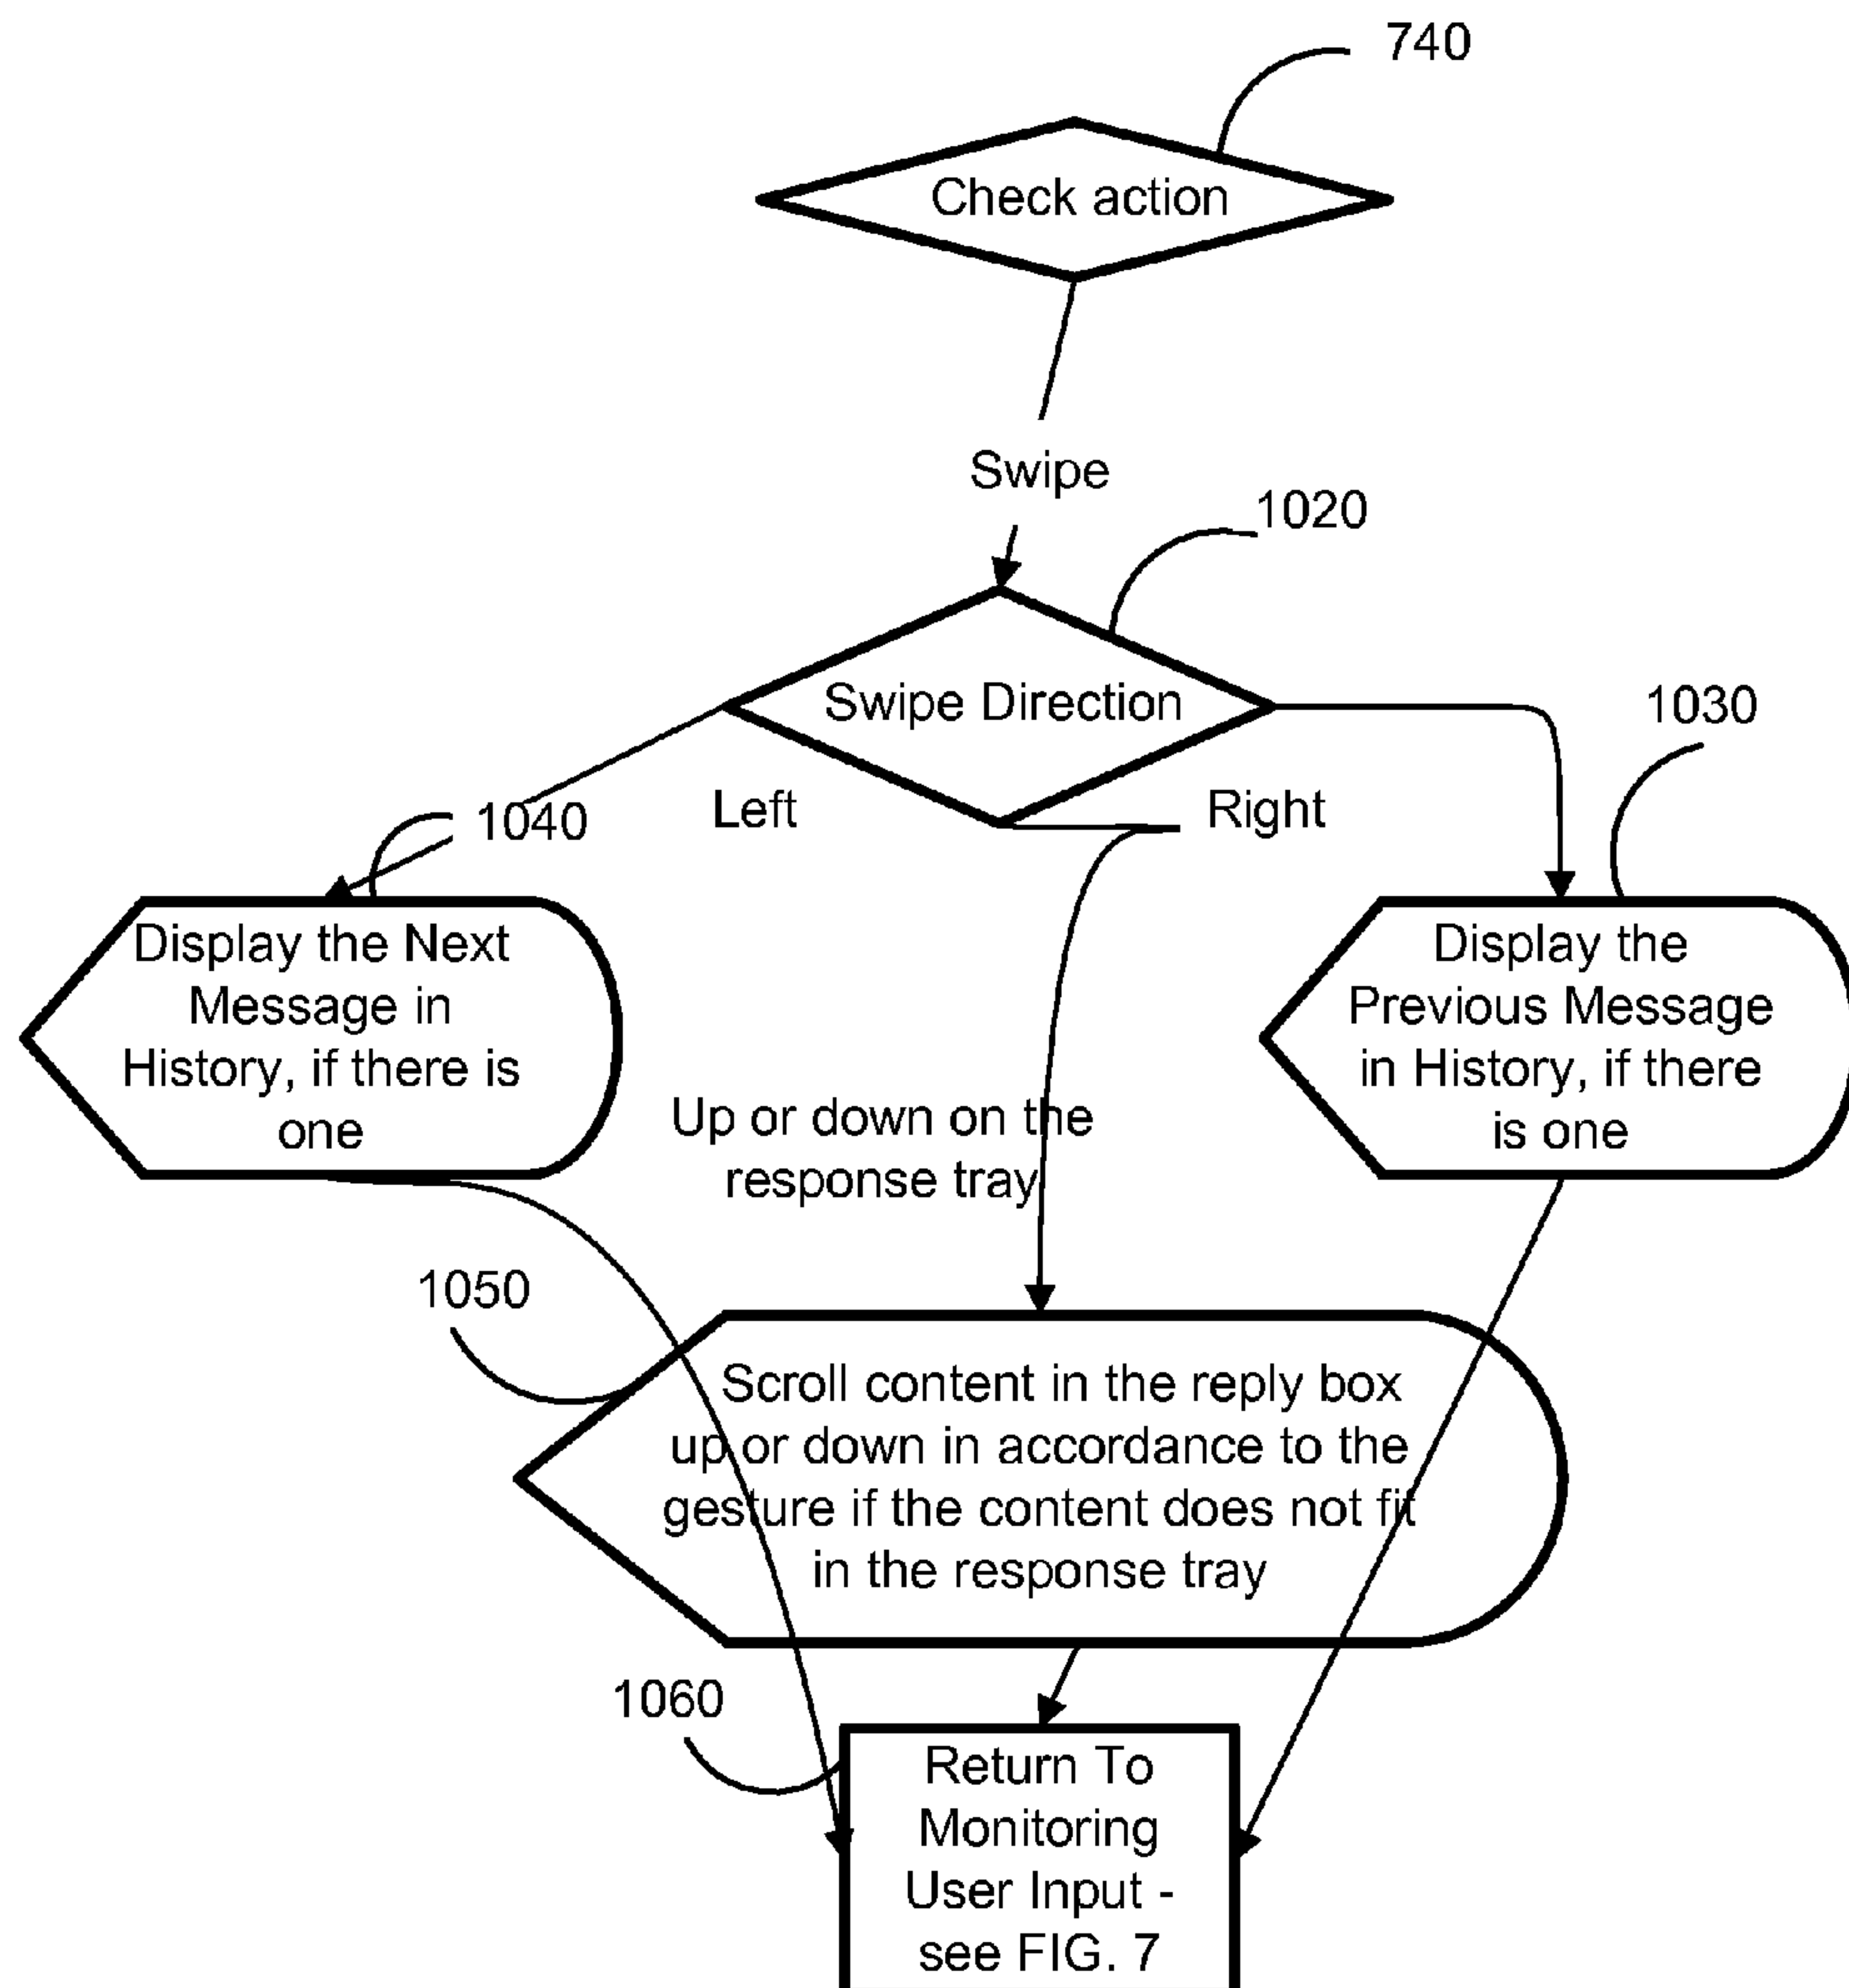 740
Check action
Swipe
1020
Swipe Direction
1030
Left
Right
1040
Display the Next
Message in
History, if there is
one
Display the
Previous Message
in History, if there
is one
Up or down on the
response tray
1050
Scroll content in the reply box
up or down in accordance to the
gesture if the content does not fit
in the response tray
1060
Return To
Monitoring
User Input -
see FIG. 7